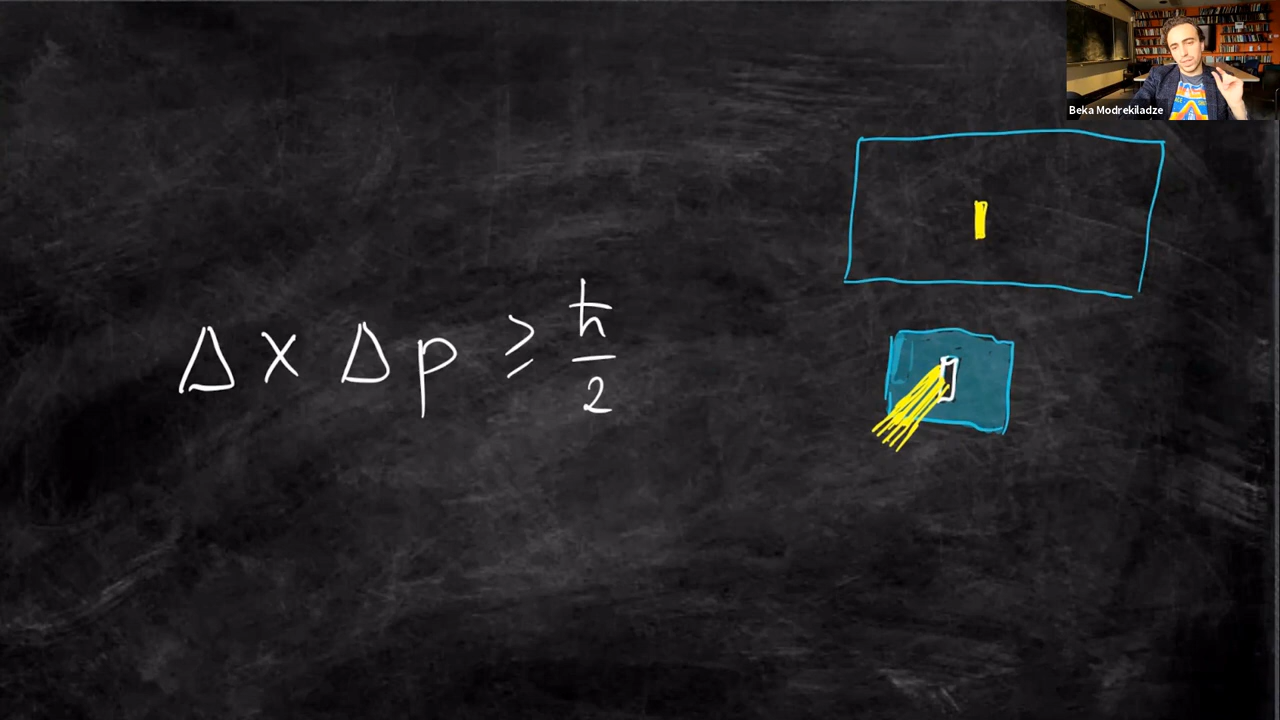 Beka Modrekiladze
Δx Δp ≥ ħ/2